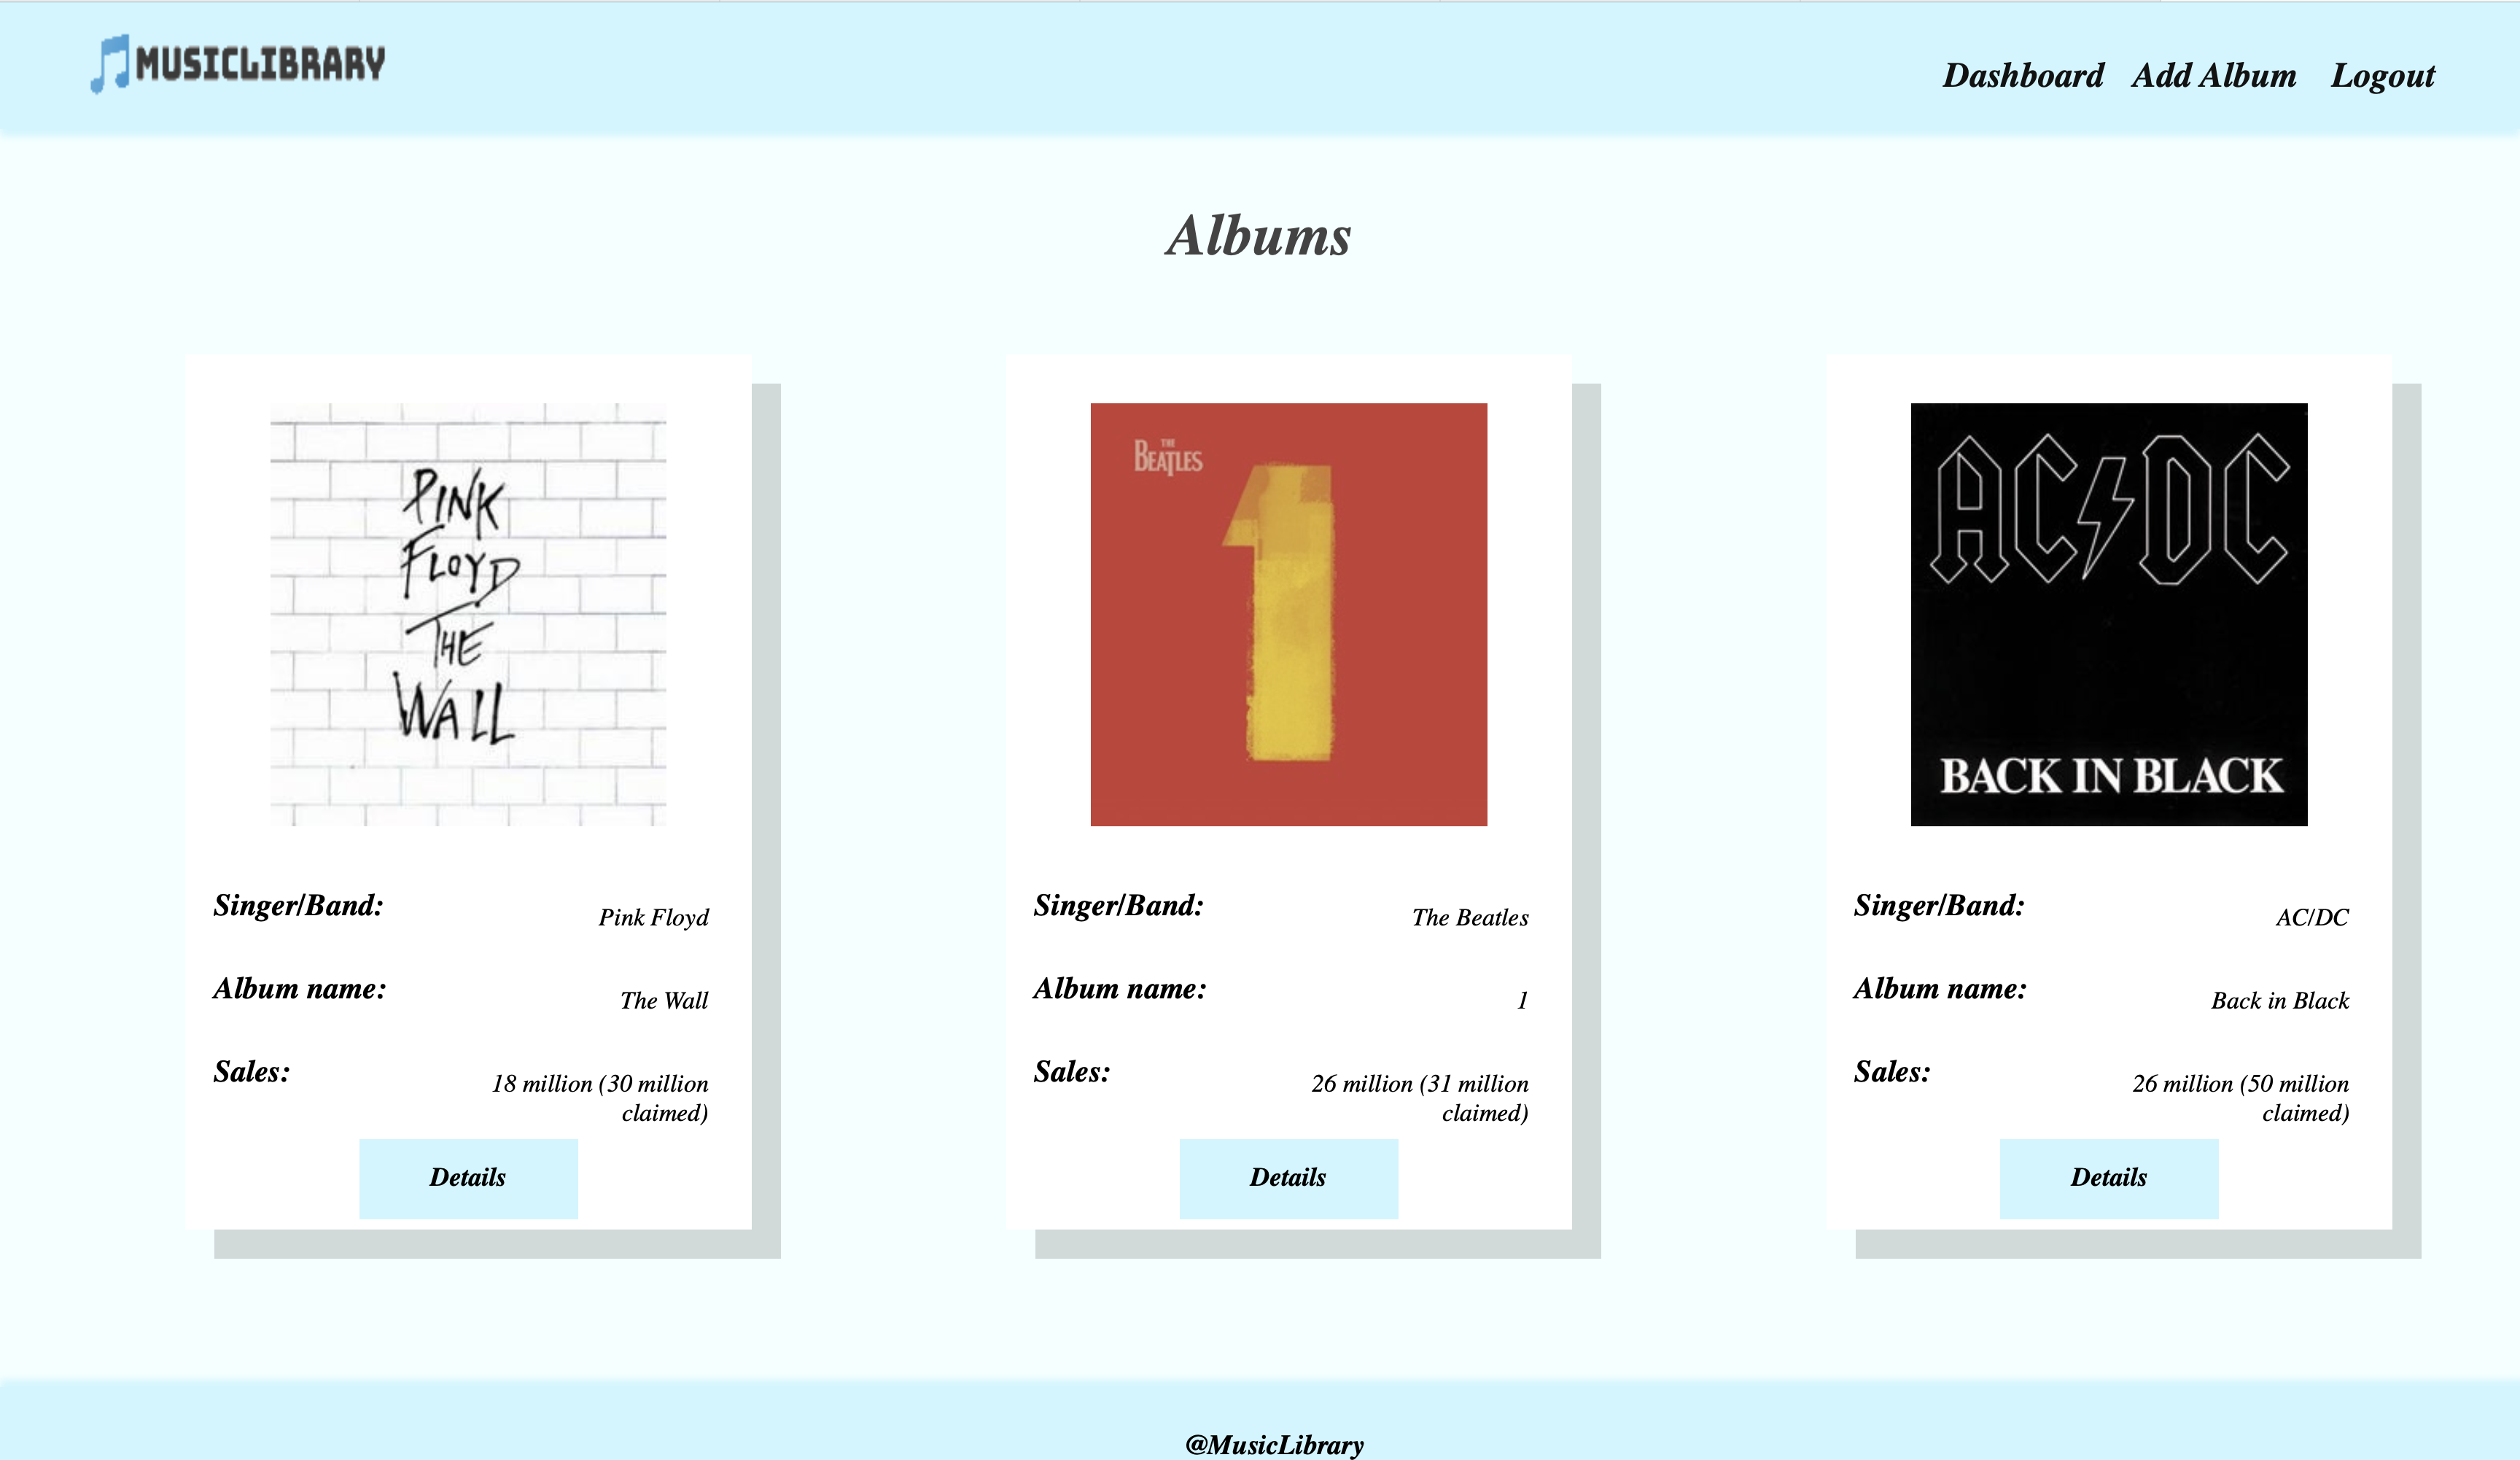 MUSICLIBRARY
Dashboard Add Album Logout
Albums
PINK
FLOYD
THE
WALL
THE
BEATLES
1
AC/DC
BACK IN BLACK
Singer/Band: Pink Floyd
Album name: The Wall
Sales: 18 million (30 million
claimed)
Details
Singer/Band: The Beatles
Album name: 1
Sales: 26 million (31 million
claimed)
Details
Singer/Band: AC/DC
Album name: Back in Black
Sales: 26 million (50 million
claimed)
Details
@MusicLibrary